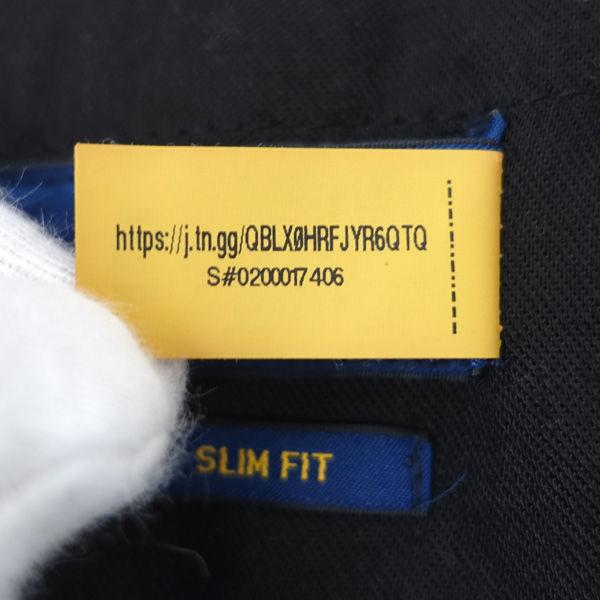 https://j.tn.gg/QBLX0HRFJYR6QTQ
S#0200017406
SLIM FIT